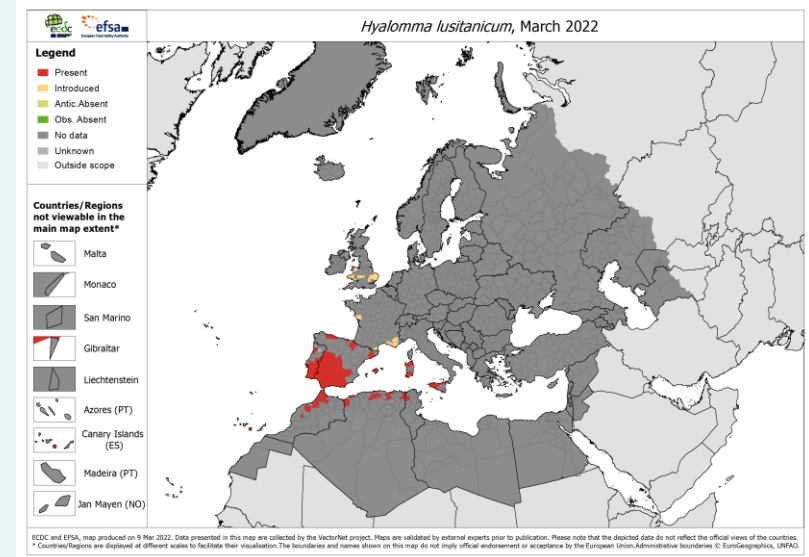 ecdc
efsa
European Food Safety Authority
Hyalomma lusitanicum, March 2022
Legend
Present
Introduced
Antic.Absent
Obs. Absent
No data
Unknown
Outside scope
Countries/Regions
not viewable in the
main map extent*
Malta
Monaco
San Marino
Gibraltar
Liechtenstein
Azores (PT)
Canary Islands
(ES)
Madeira (PT)
Jan Mayen (NO)
ECDC and EFSA, map produced on 9 Mar 2022. Data presented in this map are collected by the VectorNet project. Maps are validated by external experts prior to publication. Please note that the depicted data do not reflect the official views of the countries.
* Countries/Regions are displayed at different scales to facilitate their visualisation.The boundaries and names shown on this map do not imply official endorsement or acceptance by the European Union.Administrative boundaries © EuroGeographics, UNFAO.